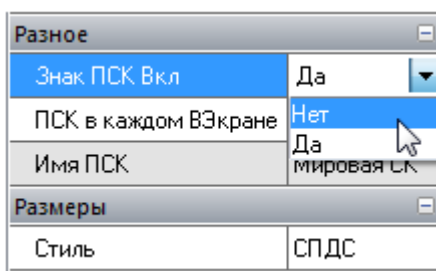 Разное
Знак ПСК Вкл Да
ПСК в каждом ВЭкране Нет
Да
Имя ПСК Мировая СК
Размеры
Стиль СПДС